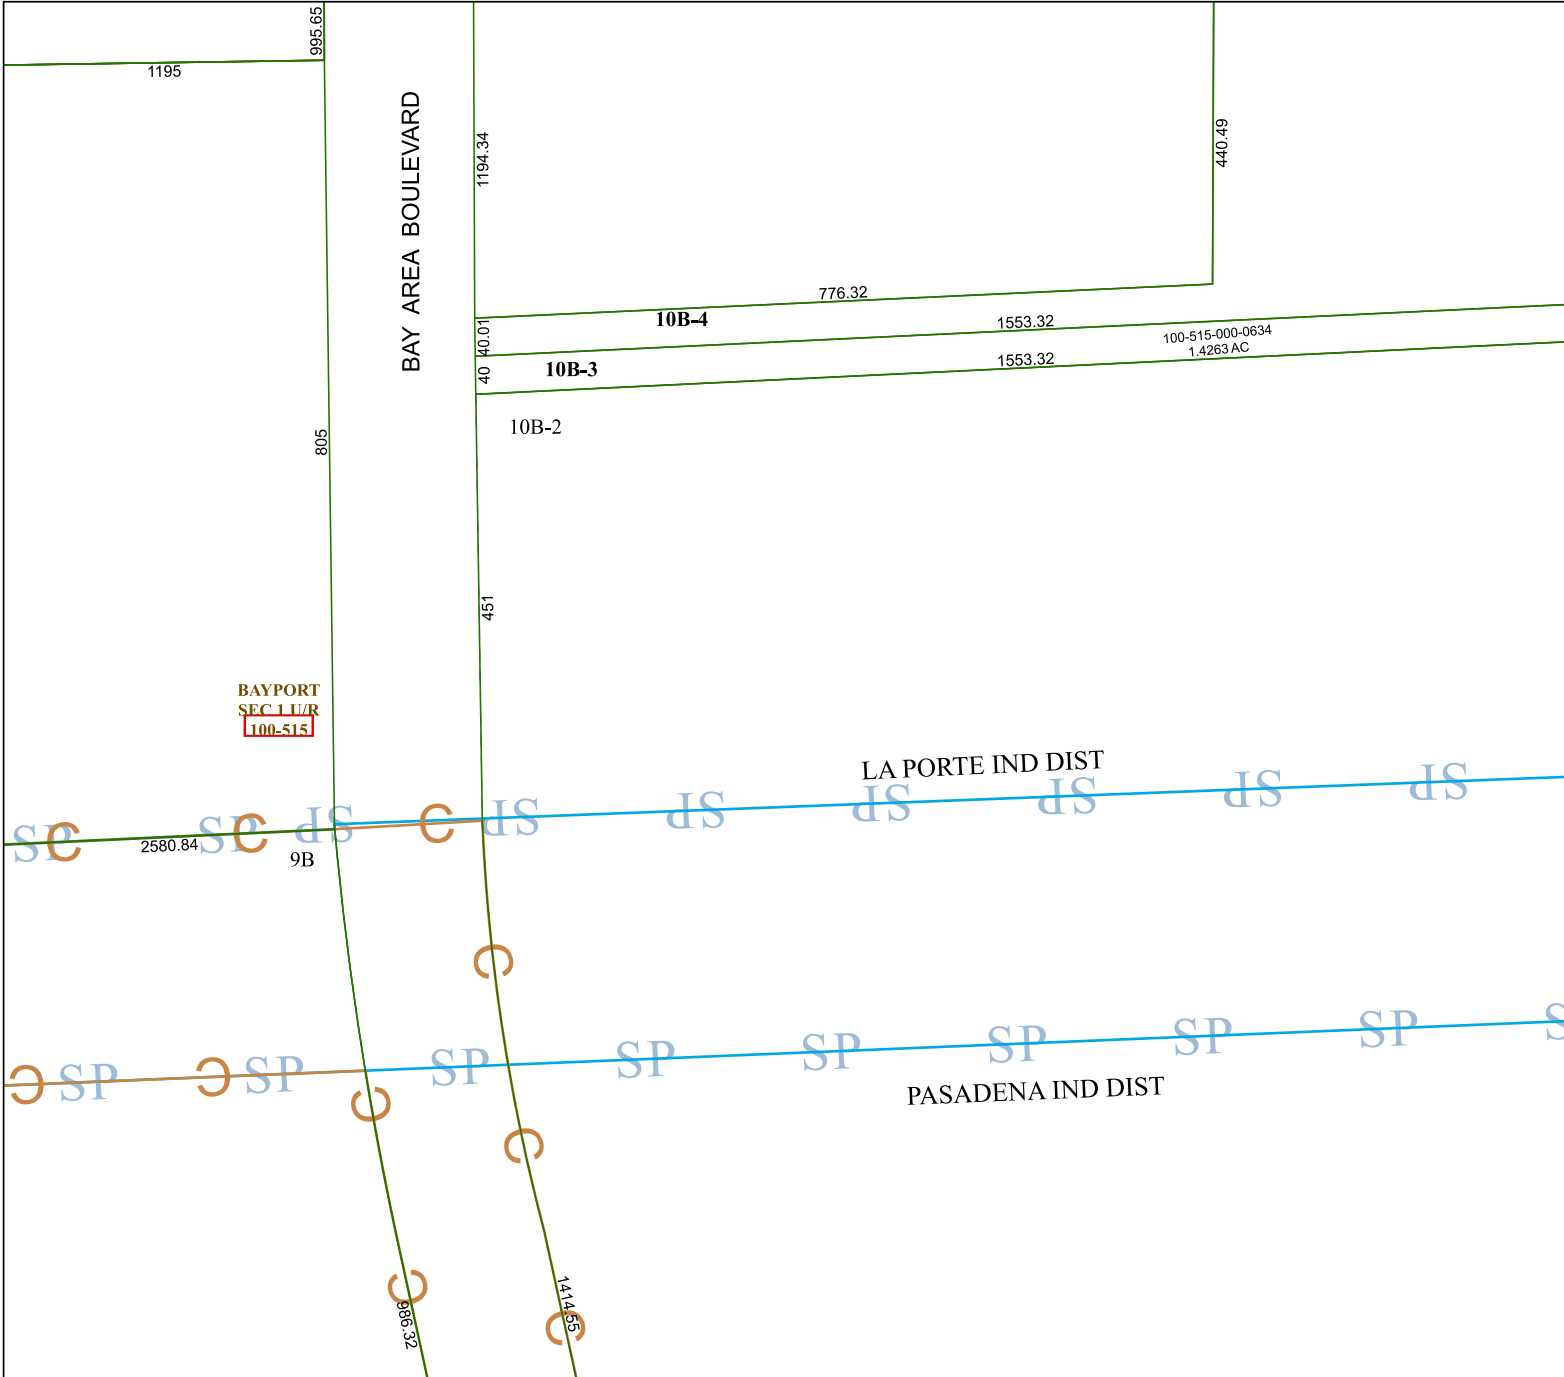 995.65
1195
BAY AREA BOULEVARD
1194.34
440.49
776.32
10B-4
40.01
1553.32
100-515-000-0634
1.4263 AC
1553.32
40
10B-3
10B-2
805
451
BAYPORT
SEC 1 U/R
100-515
LA PORTE IND DIST
SP C SP C SP C SP SP SP SP SP SP
2580.84
9B
C
C SP C SP SP SP SP SP SP SP S
PASADENA IND DIST
C
C
C
986.32
1414.55
C